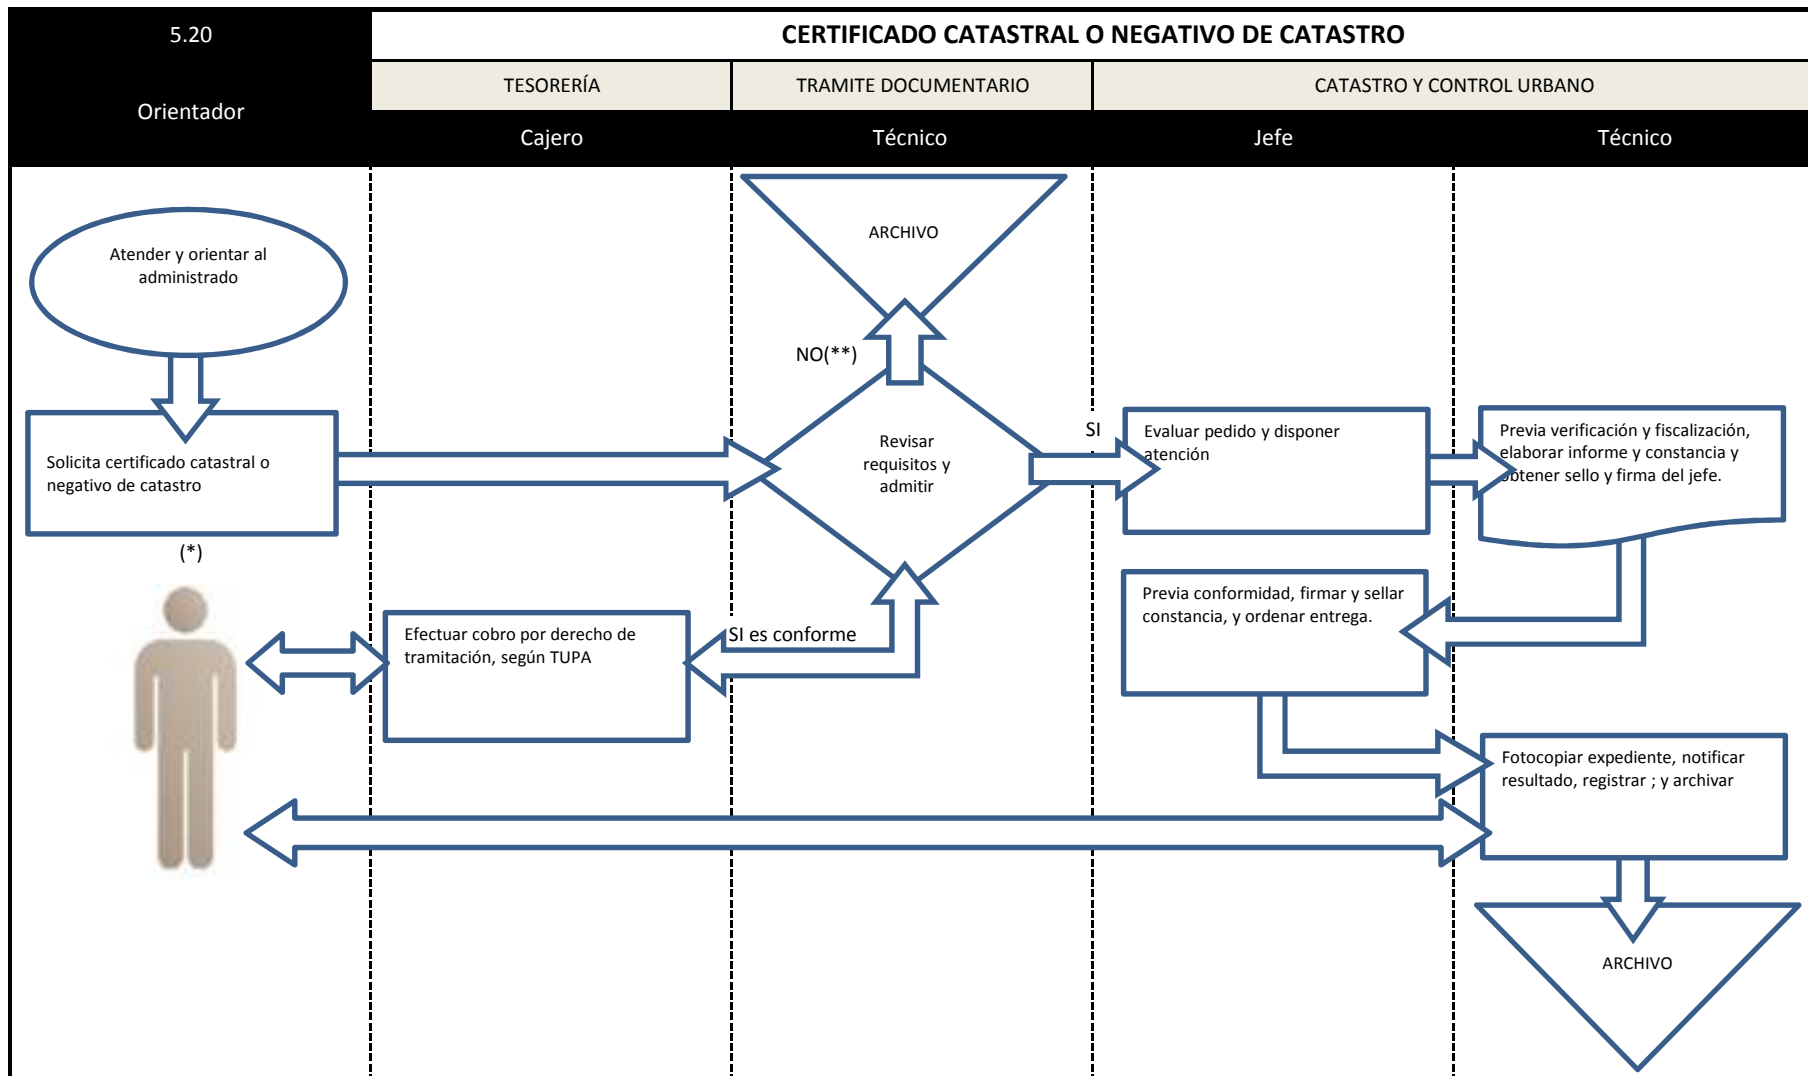 5.20
CERTIFICADO CATASTRAL O NEGATIVO DE CATASTRO
Orientador
TESORERÍA
TRAMITE DOCUMENTARIO
CATASTRO Y CONTROL URBANO
Cajero
Técnico
Jefe
Técnico
Atender y orientar al
administrado
ARCHIVO
NO(**)
Solicita certificado catastral o
negativo de catastro
(*)
Revisar
requisitos y
admitir
SI
Evaluar pedido y disponer
atención
Previa verificación y fiscalización,
elaborar informe y constancia y
obtener sello y firma del jefe.
Efectuar cobro por derecho de
tramitación, según TUPA
SI es conforme
Previa conformidad, firmar y sellar
constancia, y ordenar entrega.
Fotocopiar expediente, notificar
resultado, registrar ; y archivar
ARCHIVO